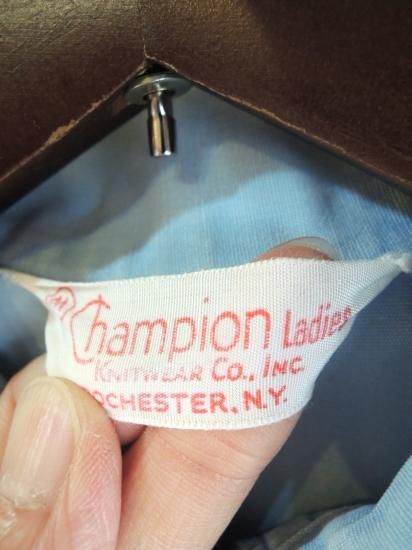 M Champion Ladies
KNITWEAR CO., INC.
ROCHESTER, N.Y.